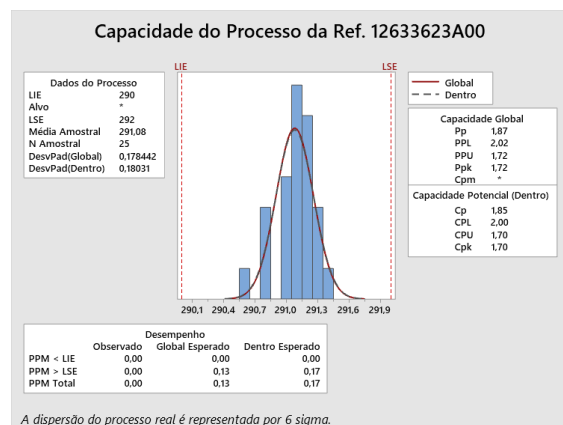 Capacidade do Processo da Ref. 12633623A00
LIE LSE
Dados do Processo
LIE 290
Alvo *
LSE 292
Média Amostral 291,08
N Amostral 25
DesvPad(Global) 0,178442
DesvPad(Dentro) 0,18031
Global
Dentro
Capacidade Global
Pp 1,87
PPL 2,02
PPU 1,72
Ppk 1,72
Cpm *
Capacidade Potencial (Dentro)
Cp 1,85
CPL 2,00
CPU 1,70
Cpk 1,70
290,1 290,4 290,7 291,0 291,3 291,6 291,9
Desempenho
Observado Global Esperado Dentro Esperado
PPM < LIE 0,00 0,00 0,00
PPM > LSE 0,00 0,13 0,17
PPM Total 0,00 0,13 0,17
A dispersão do processo real é representada por 6 sigma.